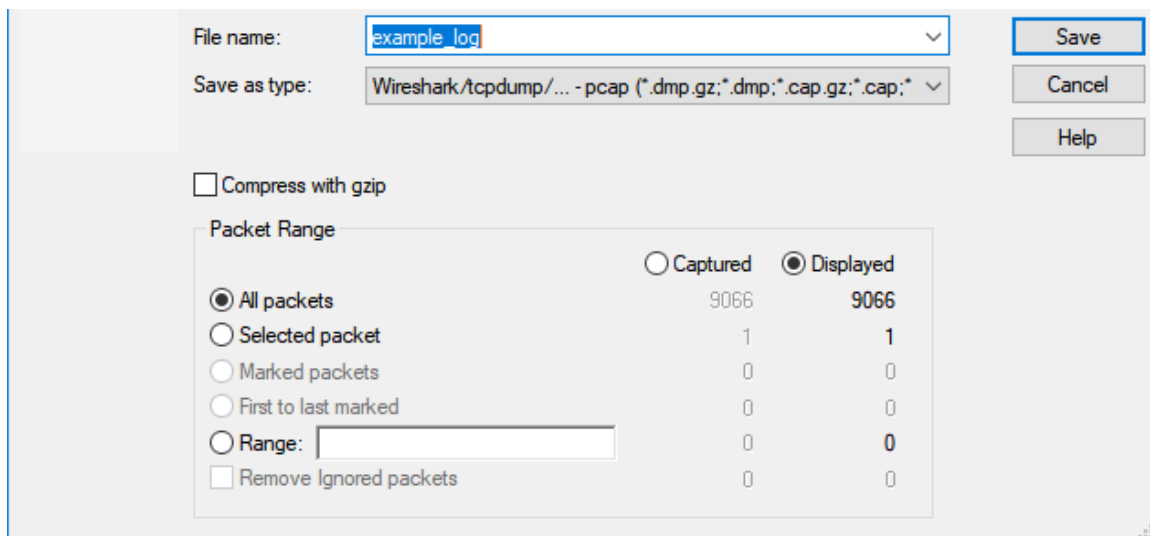 File name: example_log Save
Save as type: Wireshark/tcpdump/... - pcap (*.dmp.gz;*.dmp;*.cap.gz;*.cap;* Cancel
Help
Compress with gzip
Packet Range
Captured Displayed
All packets 9066 9066
Selected packet 1 1
Marked packets 0 0
First to last marked 0 0
Range: 0 0
Remove Ignored packets 0 0